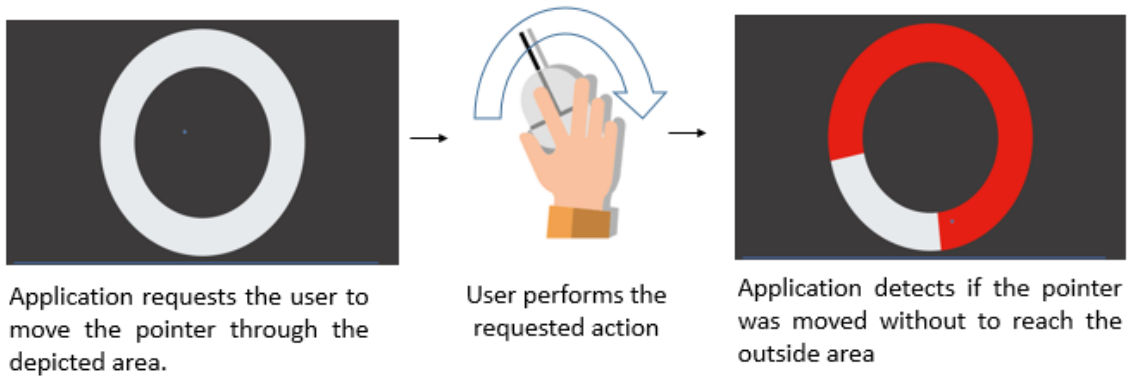 Application requests the user to
move the pointer through the
depicted area.
User performs the
requested action
Application detects if the pointer
was moved without to reach the
outside area